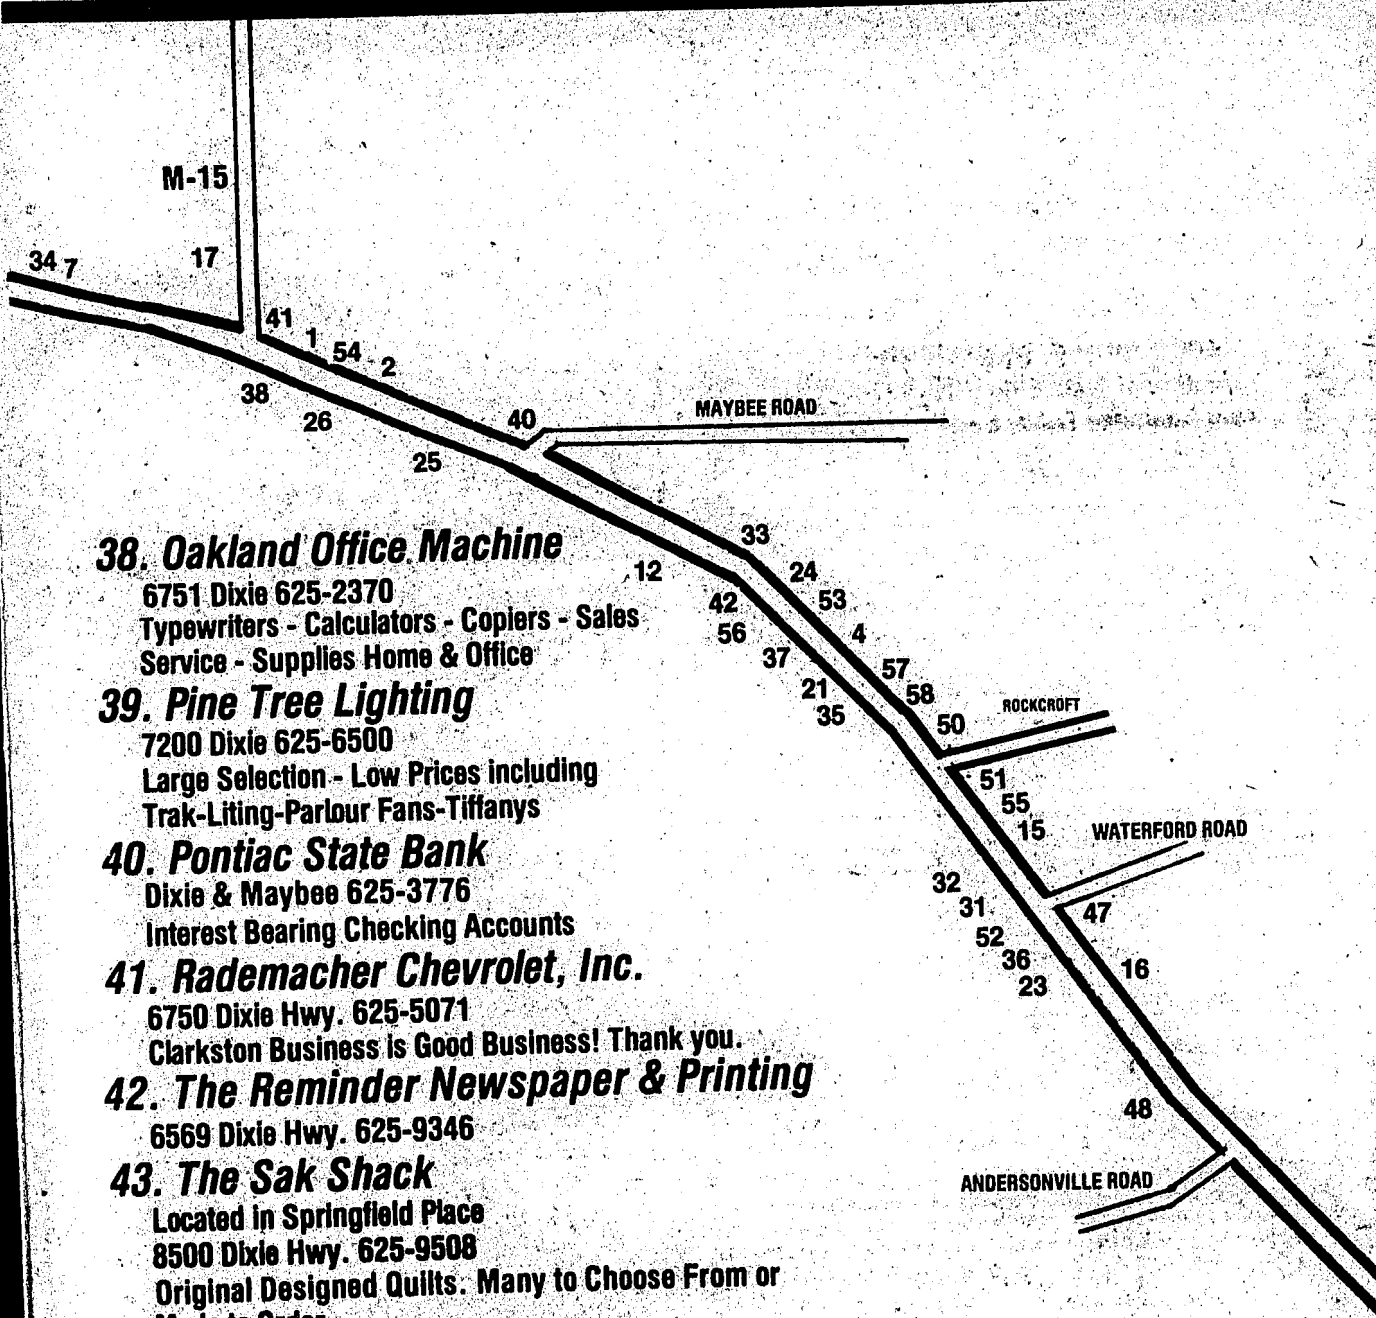 M-15
34 7
17
41
1
54
2
38
26
40
MAYBEE ROAD
25
33
12
24
42
53
56
4
37
57
21
58
35
50
ROCKCROFT
51
55
15
WATERFORD ROAD
32
31
47
52
36
16
23
48
ANDERSONVILLE ROAD
38. Oakland Office Machine
6751 Dixie 625-2370
Typewriters - Calculators - Copiers - Sales
Service - Supplies Home & Office
39. Pine Tree Lighting
7200 Dixie 625-6500
Large Selection - Low Prices including
Trak-Liting-Parlour Fans-Tiffanys
40. Pontiac State Bank
Dixie & Maybee 625-3776
Interest Bearing Checking Accounts
41. Rademacher Chevrolet, Inc.
6750 Dixie Hwy. 625-5071
Clarkston Business is Good Business! Thank you.
42. The Reminder Newspaper & Printing
6569 Dixie Hwy. 625-9346
43. The Sak Shack
Located in Springfield Place
8500 Dixie Hwy. 625-9508
Original Designed Quilts. Many to Choose From or